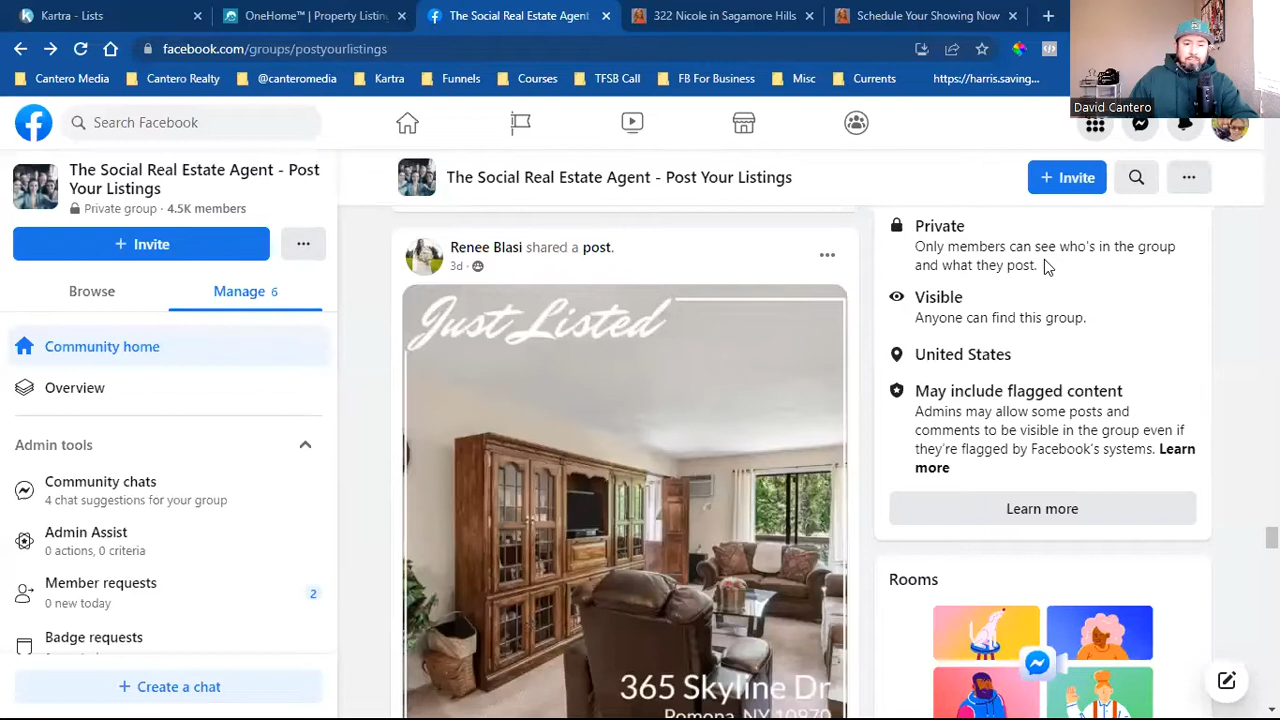 Kartra - Lists
OneHome™ | Property Listin
The Social Real Estate Agent
322 Nicole in Sagamore Hills
Schedule Your Showing Now
facebook.com/groups/postyourlistings
Cantero Media
Cantero Realty
@canteromedia
Kartra
Funnels
Courses
TFSB Call
FB For Business
Misc
Currents
https://harris.saving...
David Cantero
Search Facebook
The Social Real Estate Agent - Post
Your Listings
Private group · 4.5K members
+ Invite
Browse
Manage 6
Community home
Overview
Admin tools
Community chats
4 chat suggestions for your group
Admin Assist
0 actions, 0 criteria
Member requests
0 new today
2
Badge requests
+ Create a chat
The Social Real Estate Agent - Post Your Listings
+ Invite
Renee Blasi shared a post.
3d ·
Just Listed
365 Skyline Dr
Pomona, NY 10970
Private
Only members can see who's in the group
and what they post.
Visible
Anyone can find this group.
United States
May include flagged content
Admins may allow some posts and
comments to be visible in the group even if
they're flagged by Facebook's systems. Learn
more
Learn more
Rooms